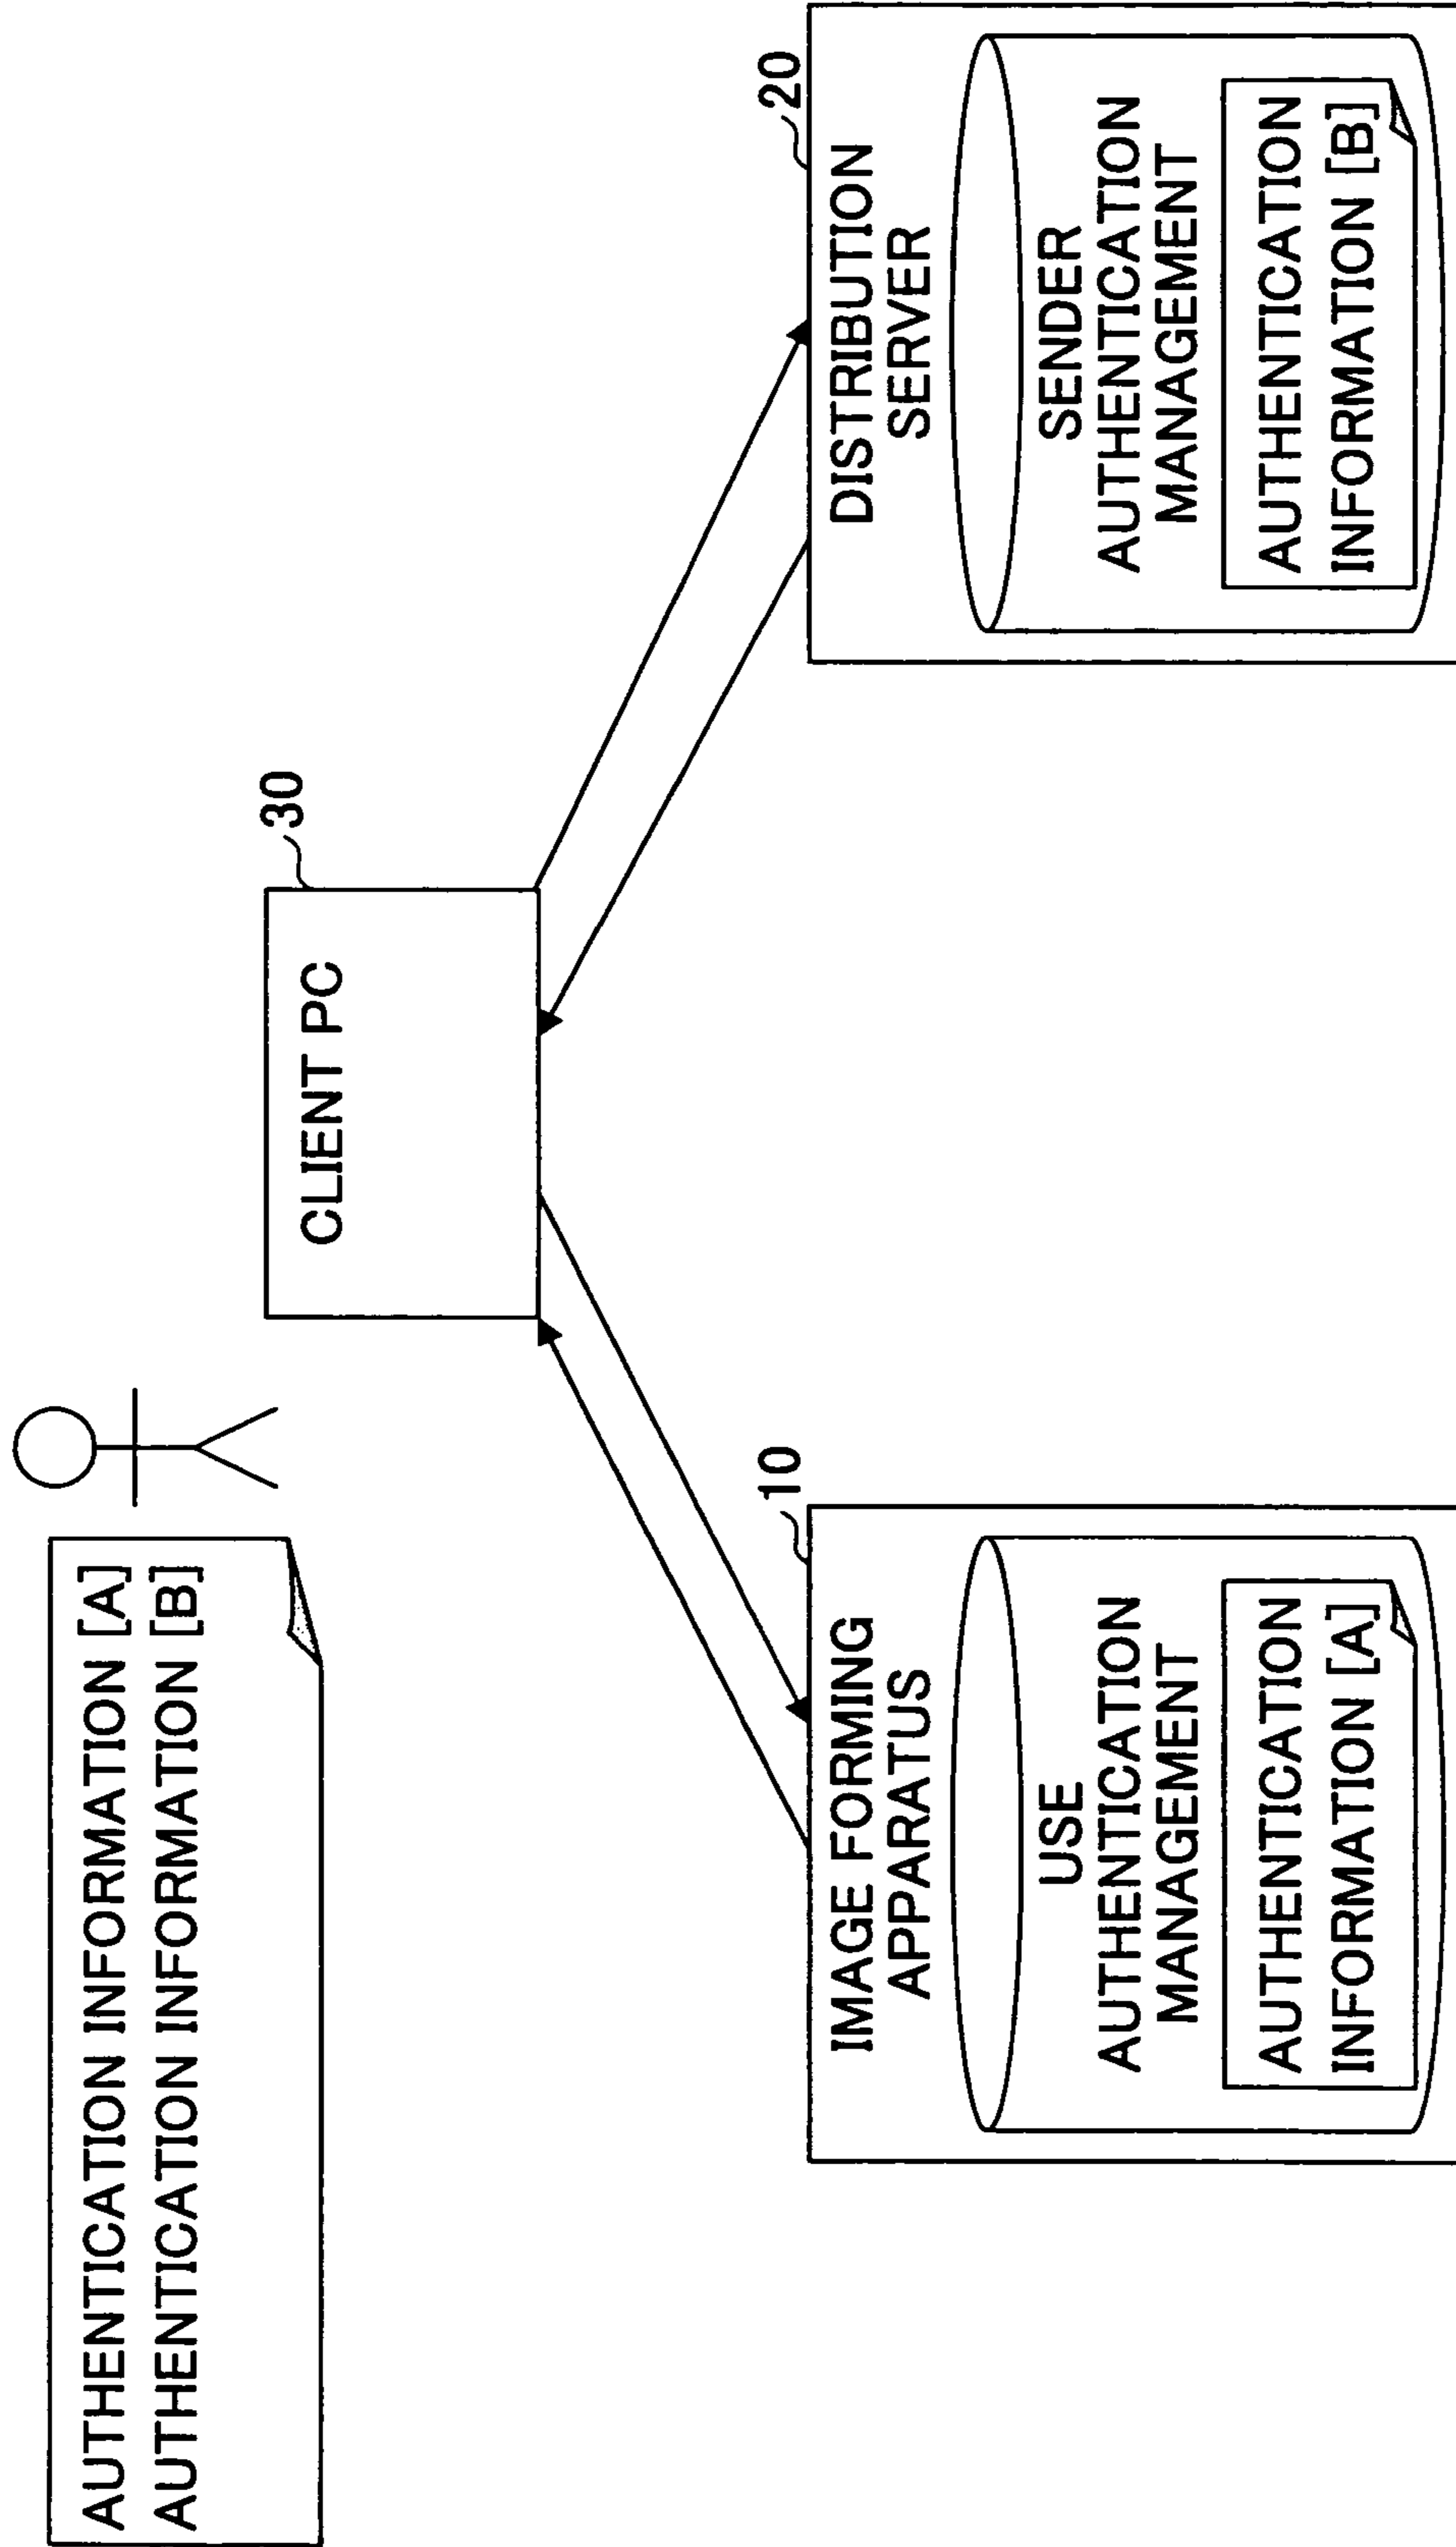 AUTHENTICATION INFORMATION [A]
AUTHENTICATION INFORMATION [B]
CLIENT PC
30
10
IMAGE FORMING
APPARATUS
USE
AUTHENTICATION
MANAGEMENT
AUTHENTICATION
INFORMATION [A]
20
DISTRIBUTION
SERVER
SENDER
AUTHENTICATION
MANAGEMENT
AUTHENTICATION
INFORMATION [B]